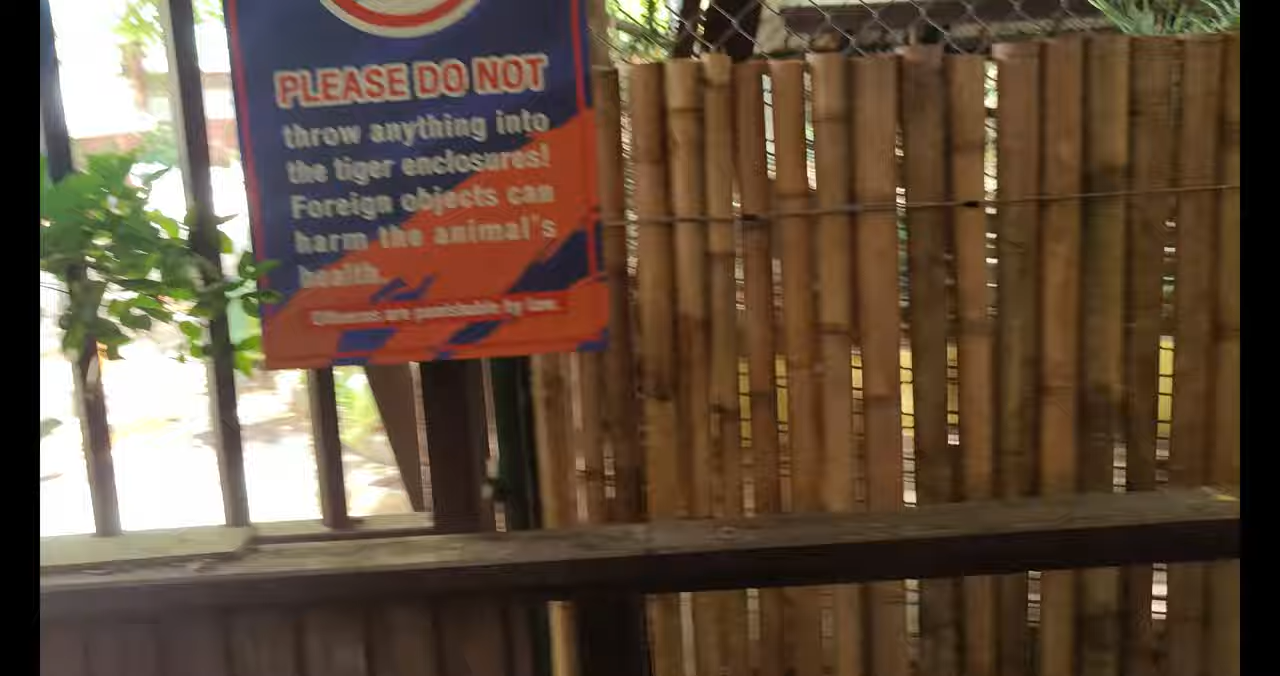 PLEASE DO NOT
throw anything into
the tiger enclosures!
Foreign objects can
harm the animal's
health.
Offences are punishable by law.